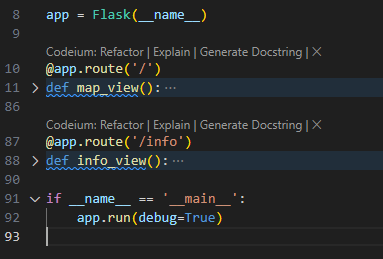 8 app = Flask(__name__)
9
Codeium: Refactor | Explain | Generate Docstring | ✕
10 @app.route('/')
11 def map_view():···
86
Codeium: Refactor | Explain | Generate Docstring | ✕
87 @app.route('/info')
88 def info_view():···
90
91 if __name__ == '__main__':
92 app.run(debug=True)
93